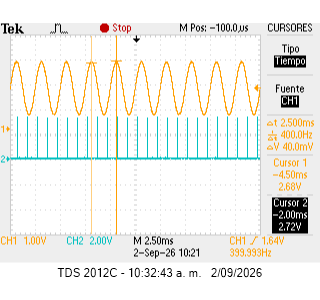 Tek Stop M Pos: -100.0µs CURSORES
Tipo
Tiempo
Fuente
CH1
Δt 2.500ms
1/Δt 400.0Hz
ΔV 40.0mV
Cursor 1
-4.50ms
2.68V
Cursor 2
-2.00ms
2.72V
1
2
CH1 1.00V CH2 2.00V M 2.50ms CH1 / 1.64V
2-Sep-26 10:21 399.993Hz
TDS 2012C - 10:32:43 a. m. 2/09/2026